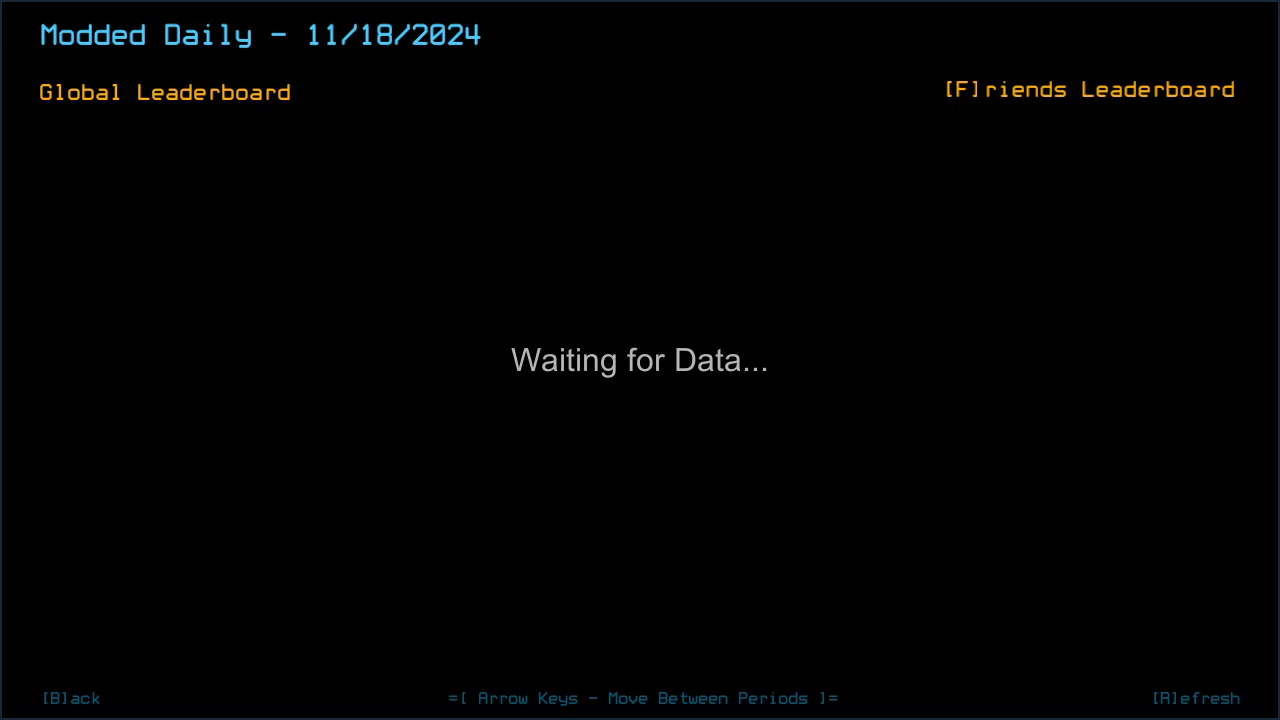 Modded Daily - 11/18/2024
Global Leaderboard
[F]riends Leaderboard
Waiting for Data...
[B]ack
=[ Arrow Keys - Move Between Periods ]=
[R]efresh